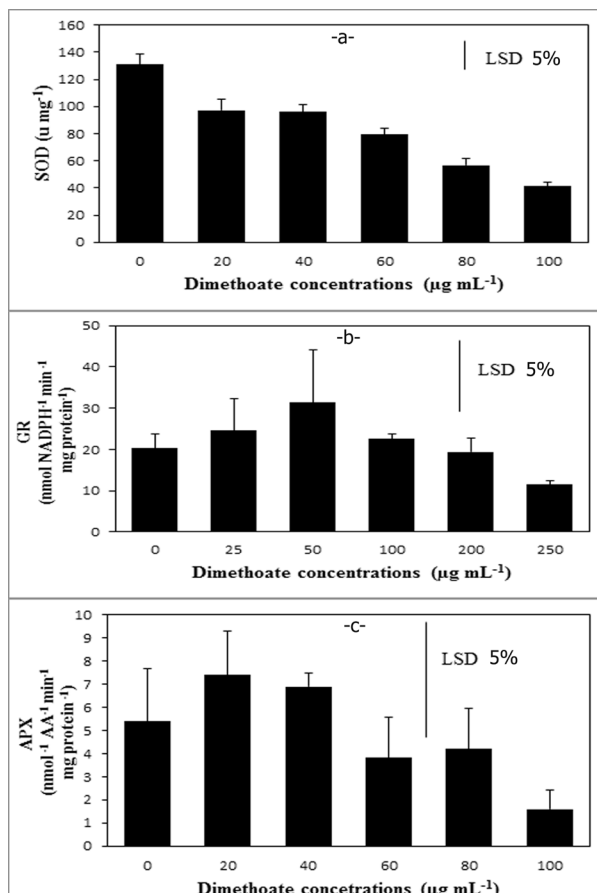 -a-
LSD 5%
SOD (u mg⁻¹)
160
140
120
100
80
60
40
20
0
0 20 40 60 80 100
Dimethoate concentrations (µg mL⁻¹)
-b-
LSD 5%
GR
(nmol NADPH⁻¹ min⁻¹
mg protein⁻¹)
50
40
30
20
10
0
0 25 50 100 200 250
Dimethoate concentrations (µg mL⁻¹)
-c-
LSD 5%
APX
(nmol⁻¹ AA⁻¹ min⁻¹
mg protein⁻¹)
10
9
8
7
6
5
4
3
2
1
0
0 20 40 60 80 100
Dimethoate concentrations (µg mL⁻¹)